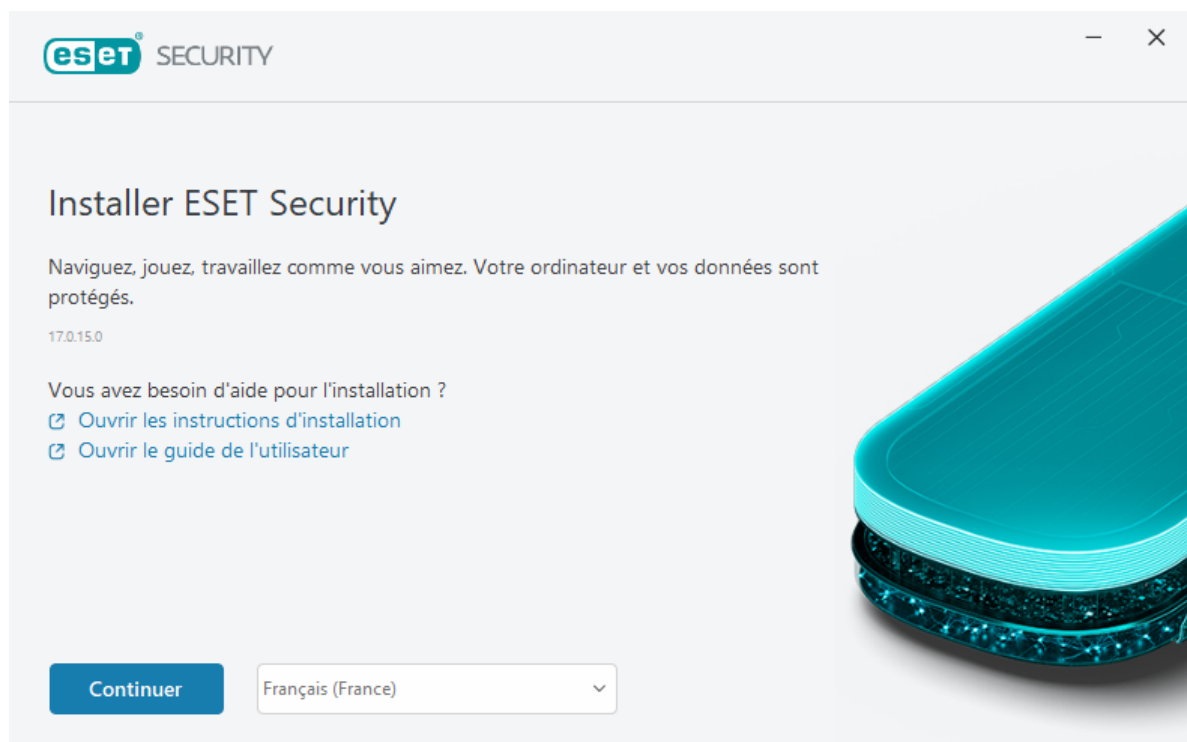 eset® SECURITY
Installer ESET Security
Naviguez, jouez, travaillez comme vous aimez. Votre ordinateur et vos données sont
protégés.
17.0.15.0
Vous avez besoin d'aide pour l'installation ?
Ouvrir les instructions d'installation
Ouvrir le guide de l'utilisateur
Continuer
Français (France)